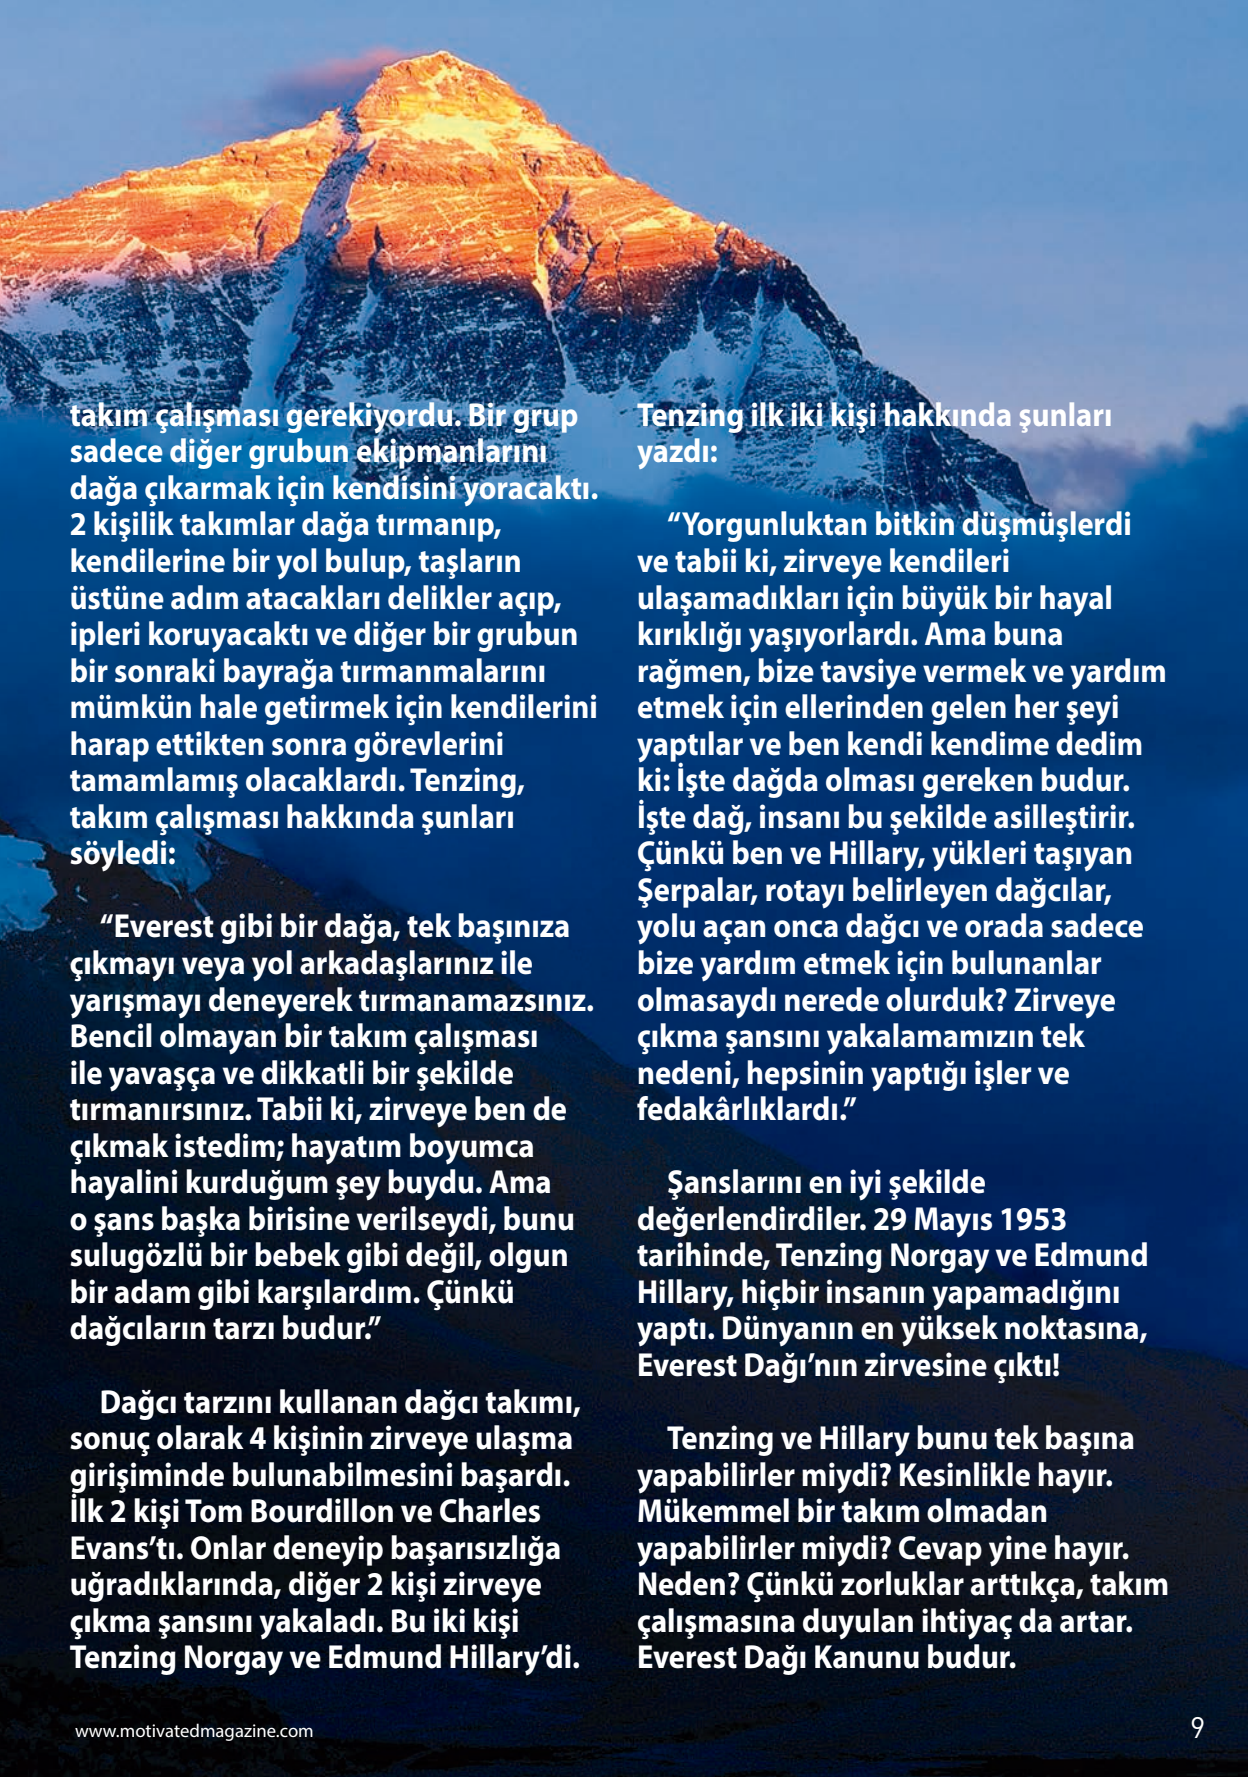 takım çalışması gerekiyordu. Bir grup
sadece diğer grubun ekipmanlarını
dağa çıkarmak için kendisini yoracaktı.
2 kişilik takımlar dağa tırmanıp,
kendilerine bir yol bulup, taşların
üstüne adım atacakları delikler açıp,
ipleri koruyacaktı ve diğer bir grubun
bir sonraki bayrağa tırmanmalarını
mümkün hale getirmek için kendilerini
harap ettikten sonra görevlerini
tamamlamış olacaklardı. Tenzing,
takım çalışması hakkında şunları
söyledi:
“Everest gibi bir dağa, tek başınıza
çıkmayı veya yol arkadaşlarınız ile
yarışmayı deneyerek tırmanamazsınız.
Bencil olmayan bir takım çalışması
ile yavaşça ve dikkatli bir şekilde
tırmanırsınız. Tabii ki, zirveye ben de
çıkmak istedim; hayatım boyumca
hayalini kurduğum şey buydu. Ama
o şans başka birisine verilseydi, bunu
sulugözlü bir bebek gibi değil, olgun
bir adam gibi karşılardım. Çünkü
dağcıların tarzı budur.”
Dağcı tarzını kullanan dağcı takımı,
sonuç olarak 4 kişinin zirveye ulaşma
girişiminde bulunabilmesini başardı.
İlk 2 kişi Tom Bourdillon ve Charles
Evans’tı. Onlar deneyip başarısızlığa
uğradıklarında, diğer 2 kişi zirveye
çıkma şansını yakaladı. Bu iki kişi
Tenzing Norgay ve Edmund Hillary’di.
Tenzing ilk iki kişi hakkında şunları
yazdı:
“Yorgunluktan bitkin düşmüşlerdi
ve tabii ki, zirveye kendileri
ulaşamadıkları için büyük bir hayal
kırıklığı yaşıyorlardı. Ama buna
rağmen, bize tavsiye vermek ve yardım
etmek için ellerinden gelen her şeyi
yaptılar ve ben kendi kendime dedim
ki: İşte dağda olması gereken budur.
İşte dağ, insanı bu şekilde asilleştirir.
Çünkü ben ve Hillary, yükleri taşıyan
Şerpalar, rotayı belirleyen dağcılar,
yolu açan onca dağcı ve orada sadece
bize yardım etmek için bulunanlar
olmasaydı nerede olurduk? Zirveye
çıkma şansını yakalamamızın tek
nedeni, hepsinin yaptığı işler ve
fedakârlıklardı.”
Şanslarını en iyi şekilde
değerlendirdiler. 29 Mayıs 1953
tarihinde, Tenzing Norgay ve Edmund
Hillary, hiçbir insanın yapamadığını
yaptı. Dünyanın en yüksek noktasına,
Everest Dağı’nın zirvesine çıktı!
Tenzing ve Hillary bunu tek başına
yapabilirler miydi? Kesinlikle hayır.
Mükemmel bir takım olmadan
yapabilirler miydi? Cevap yine hayır.
Neden? Çünkü zorluklar arttıkça, takım
çalışmasına duyulan ihtiyaç da artar.
Everest Dağı Kanunu budur.
www.motivatedmagazine.com
9